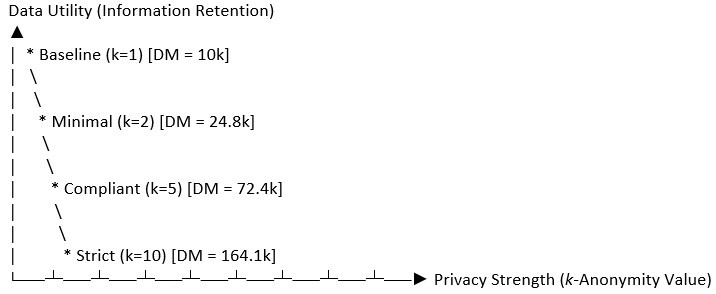 Data Utility (Information Retention)
* Baseline (k=1) [DM = 10k]
* Minimal (k=2) [DM = 24.8k]
* Compliant (k=5) [DM = 72.4k]
* Strict (k=10) [DM = 164.1k]
Privacy Strength (k-Anonymity Value)